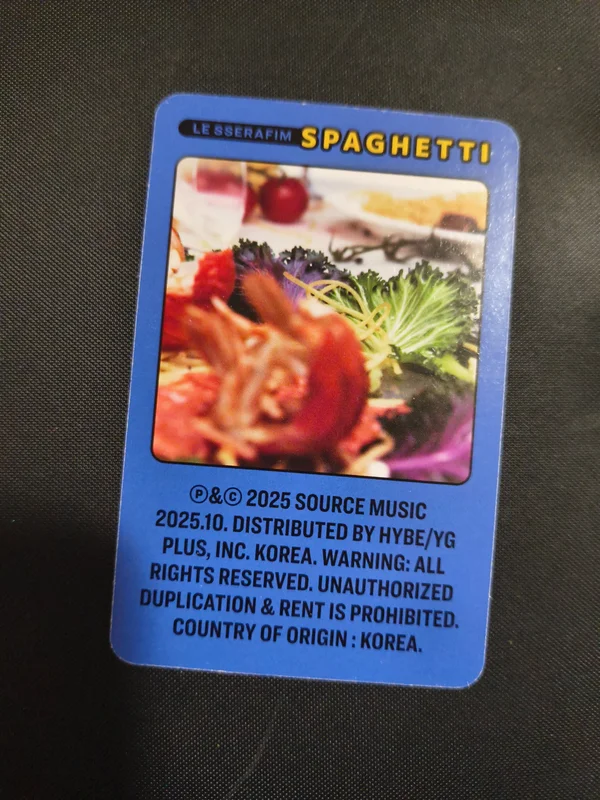 LE SSERAFIM SPAGHETTI
℗&© 2025 SOURCE MUSIC
2025.10. DISTRIBUTED BY HYBE/YG
PLUS, INC. KOREA. WARNING: ALL
RIGHTS RESERVED. UNAUTHORIZED
DUPLICATION & RENT IS PROHIBITED.
COUNTRY OF ORIGIN : KOREA.